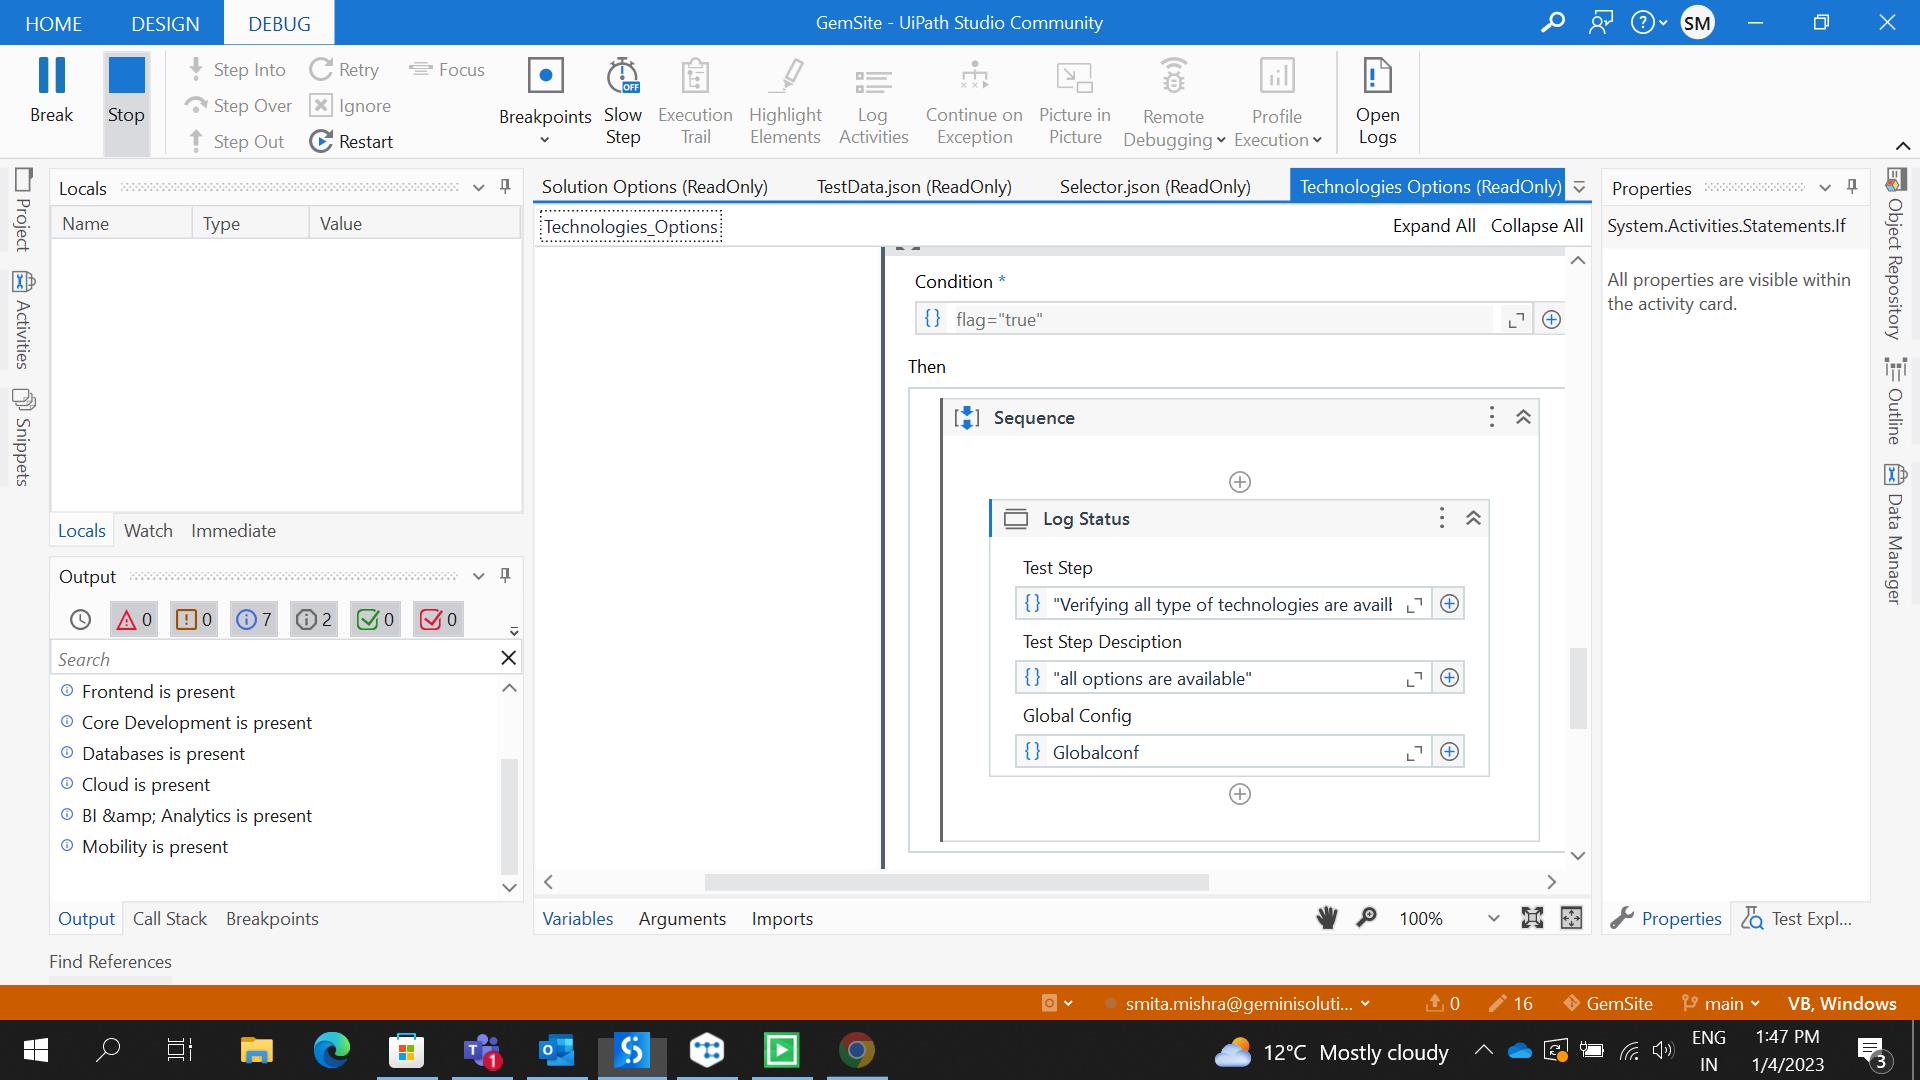 HOME DESIGN DEBUG GemSite - UiPath Studio Community SM
Break
Stop
Step Into
Step Over
Step Out
Retry
Ignore
Restart
Focus
Breakpoints
Slow
Step
OFF
Execution
Trail
Highlight
Elements
Log
Activities
Continue on
Exception
Picture in
Picture
Remote
Debugging
Profile
Execution
Open
Logs
Project
Activities
Snippets
Locals
Name Type Value
Locals Watch Immediate
Output
0 0 7 2 0 0
Search
Frontend is present
Core Development is present
Databases is present
Cloud is present
BI &amp; Analytics is present
Mobility is present
Output Call Stack Breakpoints
Find References
Solution Options (ReadOnly) TestData.json (ReadOnly) Selector.json (ReadOnly) Technologies Options (ReadOnly)
Technologies_Options Expand All Collapse All
Condition *
flag="true"
Then
Sequence
Log Status
Test Step
"Verifying all type of technologies are availb
Test Step Desciption
"all options are available"
Global Config
Globalconf
Variables Arguments Imports 100%
Properties
System.Activities.Statements.If
All properties are visible within
the activity card.
Properties Test Expl...
Object Repository
Outline
Data Manager
smita.mishra@geminisoluti... 0 16 GemSite main VB, Windows
T 1
12°C Mostly cloudy
ENG
IN
1:47 PM
1/4/2023
3